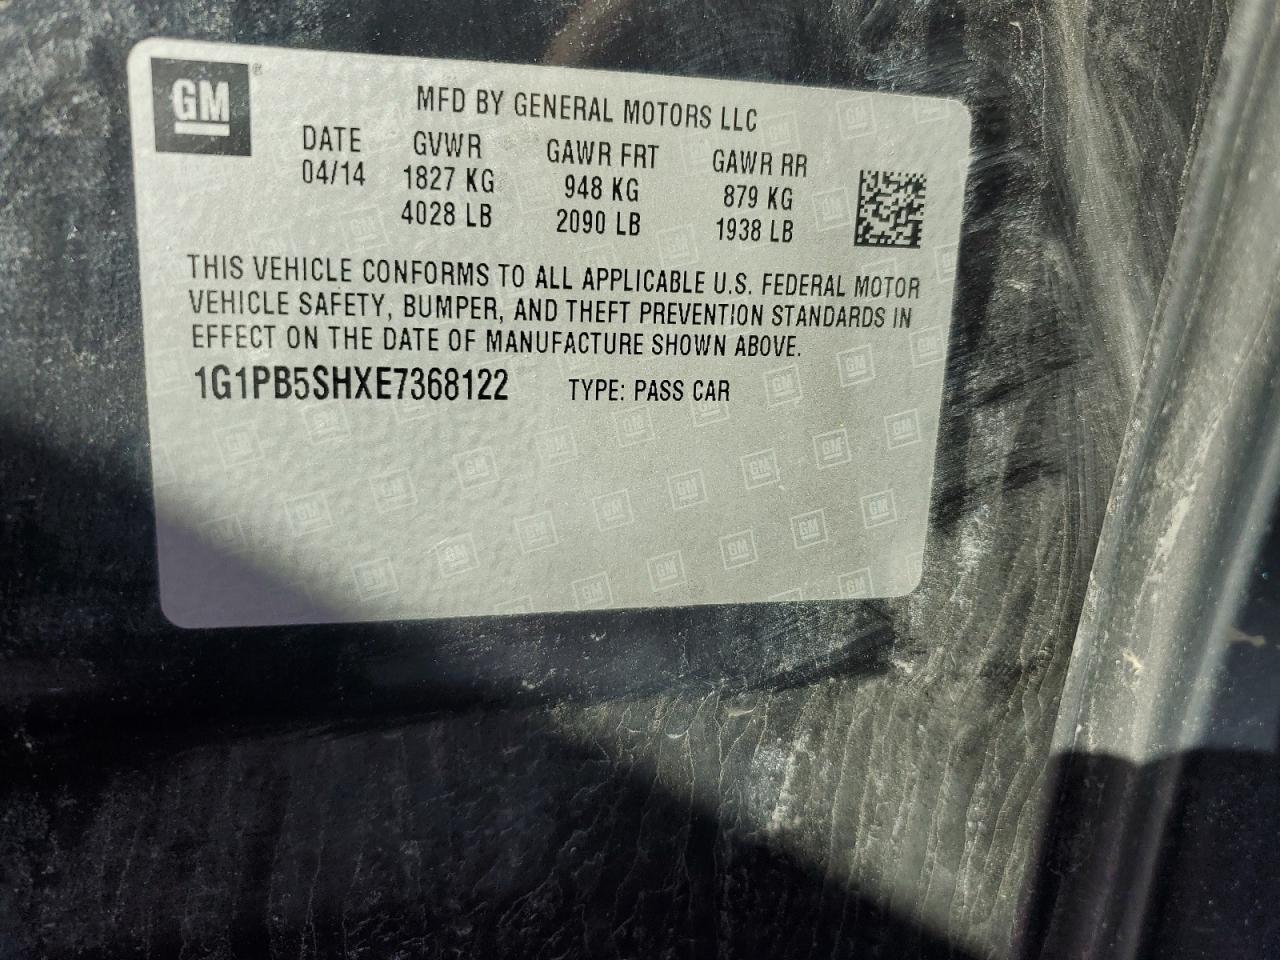 GM
MFD BY GENERAL MOTORS LLC
DATE GVWR GAWR FRT GAWR RR
04/14 1827 KG 948 KG 879 KG
4028 LB 2090 LB 1938 LB
THIS VEHICLE CONFORMS TO ALL APPLICABLE U.S. FEDERAL MOTOR
VEHICLE SAFETY, BUMPER, AND THEFT PREVENTION STANDARDS IN
EFFECT ON THE DATE OF MANUFACTURE SHOWN ABOVE.
1G1PB5SHXE7368122 TYPE: PASS CAR